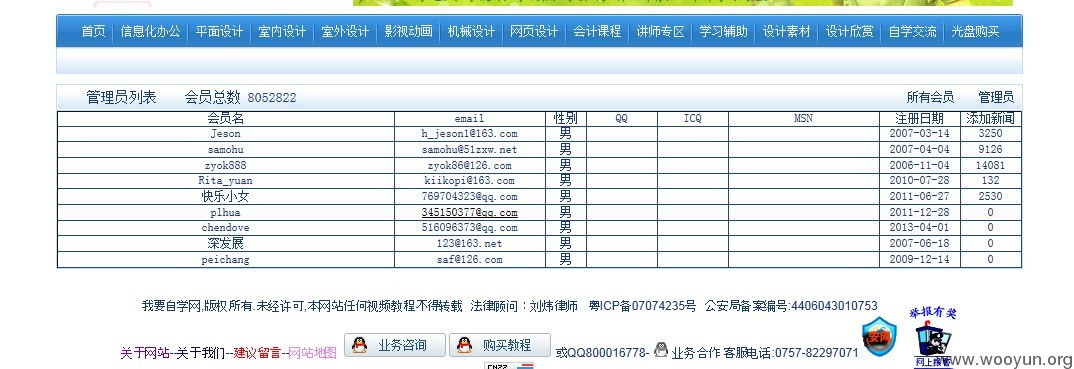 首页 信息化办公 平面设计 室内设计 室外设计 影视动画 机械设计 网页设计 会计课程 讲师专区 学习辅助 设计素材 设计欣赏 自学交流 光盘购买
管理员列表 会员总数 8052822 所有会员 管理员
会员名 email 性别 QQ ICQ MSN 注册日期 添加新闻
Jeson h_jeson1@163.com 男 2007-03-14 3250
samohu samohu@51zxw.net 男 2007-04-04 9126
zyok888 zyok86@126.com 男 2006-11-04 14081
Rita_yuan kiikopi@163.com 男 2010-07-28 132
快乐小女 769704323@qq.com 男 2011-06-27 2530
plhua 345150377@qq.com 男 2011-12-28 0
chendove 516096373@qq.com 男 2013-04-01 0
深发展 123@163.net 男 2007-06-18 0
peichang saf@126.com 男 2009-12-14 0
我要自学网,版权所有.未经许可,本网站任何视频教程不得转载 法律顾问：刘炜律师 粤ICP备07074235号 公安局备案编号:4406043010753
举报有奖
关于网站--关于我们--建议留言--网站地图 业务咨询 购买教程 或QQ800016778- 业务合作 客服电话:0757-82297071
www.wooyun.org